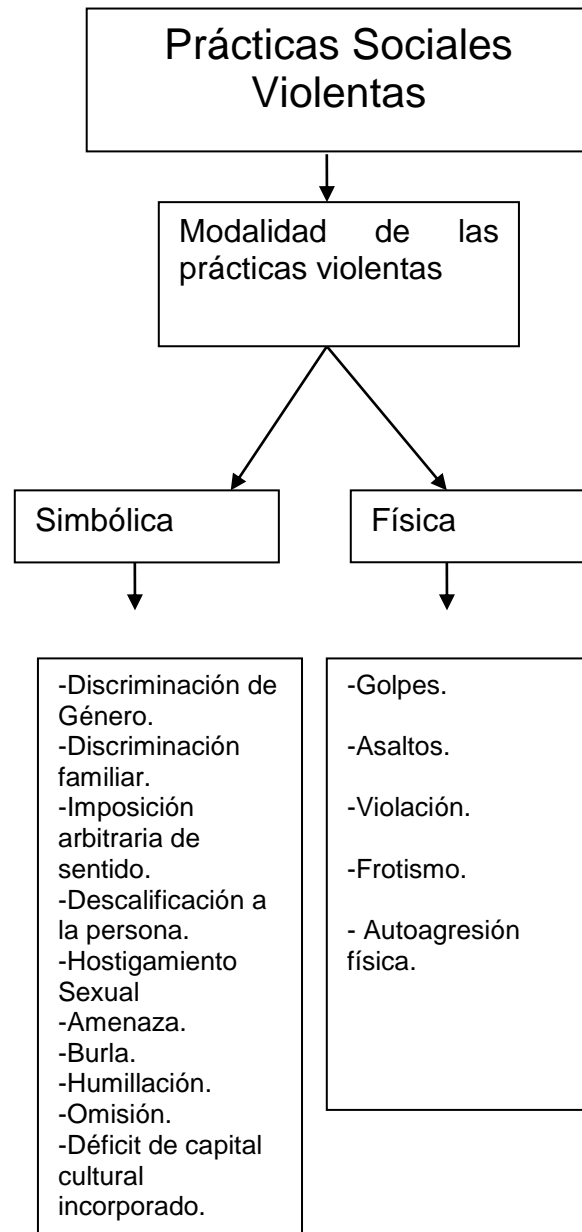 Prácticas Sociales
Violentas
Modalidad de las
prácticas violentas
Simbólica
Física
-Discriminación de
Género.
-Discriminación
familiar.
-Imposición
arbitraria de
sentido.
-Descalificación a
la persona.
-Hostigamiento
Sexual
-Amenaza.
-Burla.
-Humillación.
-Omisión.
-Déficit de capital
cultural
incorporado.
-Golpes.
-Asaltos.
-Violación.
-Frotismo.
- Autoagresión
física.